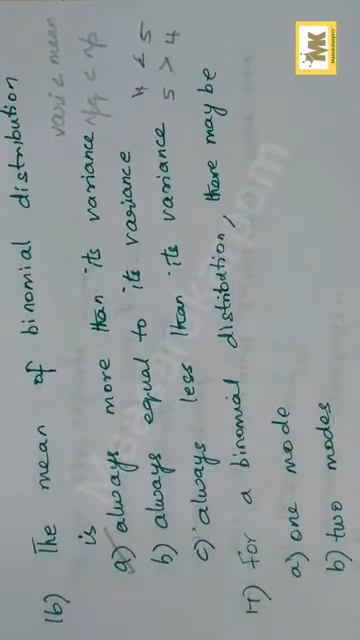 16) The mean of binomial distribution
is
a) always more than its variance
b) always equal to its variance
c) always less than its variance
vari < mean
npq < np
4 < 5
5 > 4
17) For a binomial distribution, there may be
a) one mode
b) two modes
MK